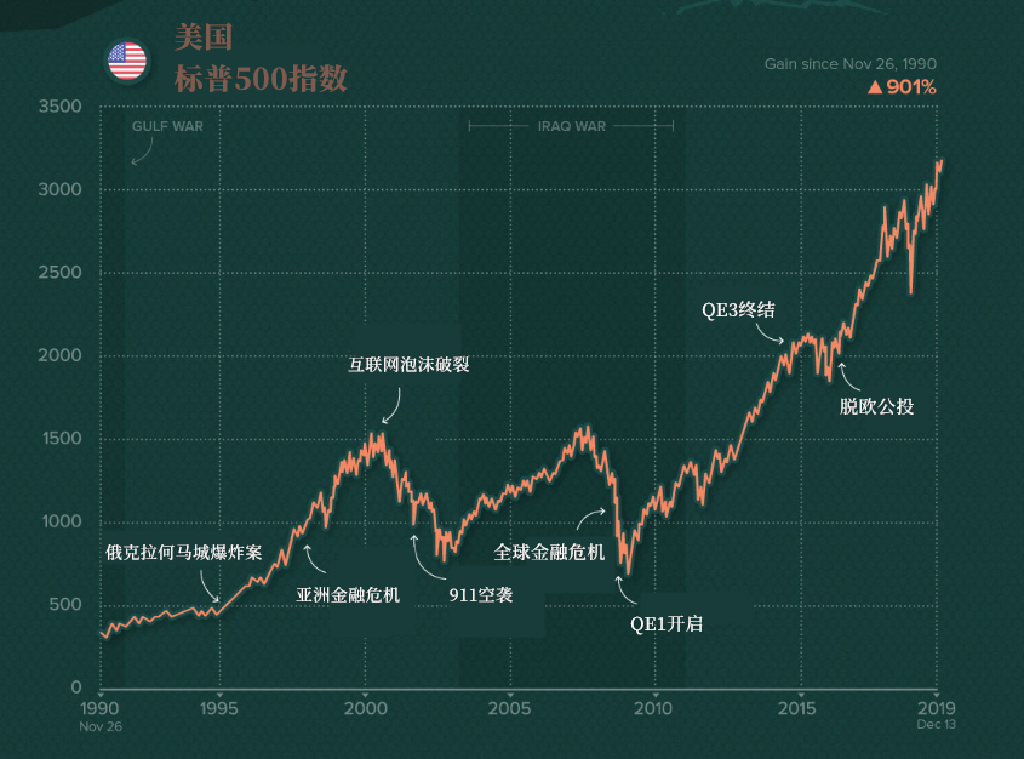 美国
标普500指数
Gain since Nov 26, 1990
▲901%
3500
GULF WAR
IRAQ WAR
3000
2500
QE3终结
2000
互联网泡沫破裂
脱欧公投
1500
1000
俄克拉何马城爆炸案
全球金融危机
亚洲金融危机
911空袭
500
QE1开启
0
1990
1995
2000
2005
2010
2015
2019
Nov 26
Dec 13